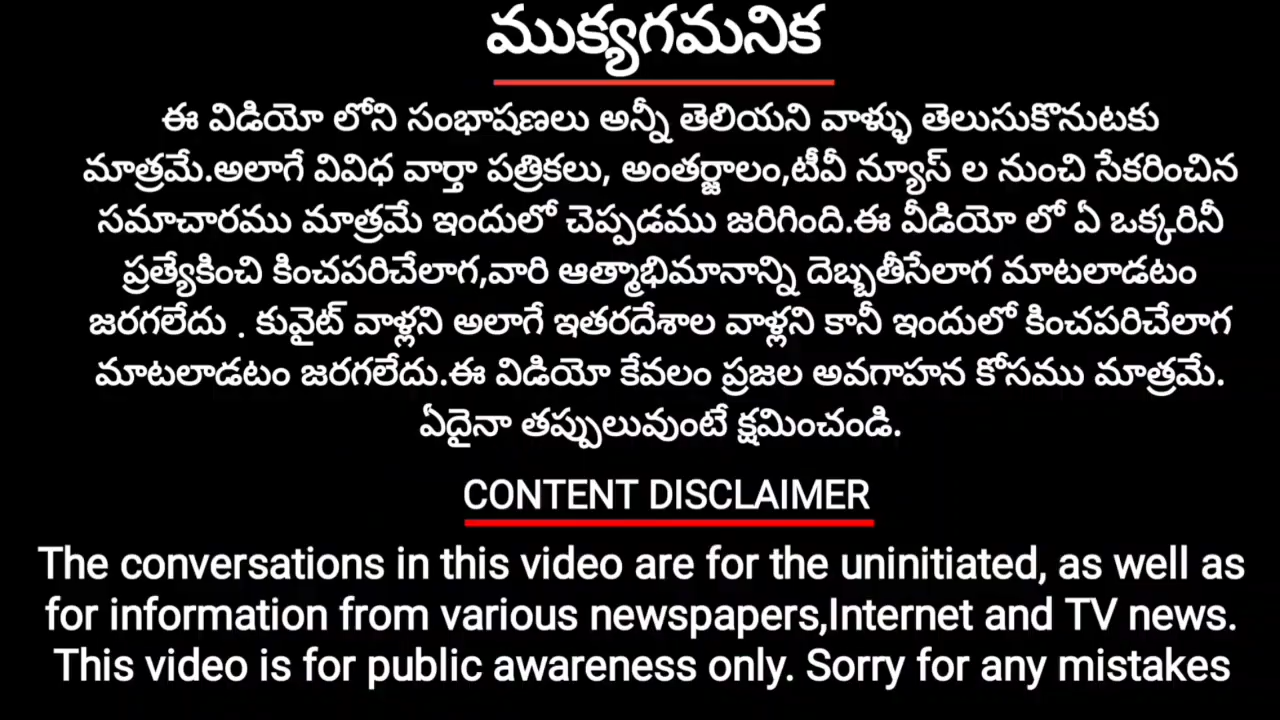 ముక్యగమనిక
ఈ విడియో లోని సంభాషణలు అన్నీ తెలియని వాళ్ళు తెలుసుకొనుటకు
మాత్రమే.అలాగే వివిధ వార్తా పత్రికలు, అంతర్జాలం,టీవీ న్యూస్ ల నుంచి సేకరించిన
సమాచారము మాత్రమే ఇందులో చెప్పడము జరిగింది.ఈ వీడియో లో ఏ ఒక్కరినీ
ప్రత్యేకించి కించపరిచేలాగ,వారి ఆత్మాభిమానాన్ని దెబ్బతీసేలాగ మాటలాడటం
జరగలేదు . కువైట్ వాళ్లని అలాగే ఇతరదేశాల వాళ్లని కానీ ఇందులో కించపరిచేలాగ
మాటలాడటం జరగలేదు.ఈ విడియో కేవలం ప్రజల అవగాహన కోసము మాత్రమే.
ఏదైనా తప్పులువుంటే క్షమించండి.
CONTENT DISCLAIMER
The conversations in this video are for the uninitiated, as well as
for information from various newspapers,Internet and TV news.
This video is for public awareness only. Sorry for any mistakes